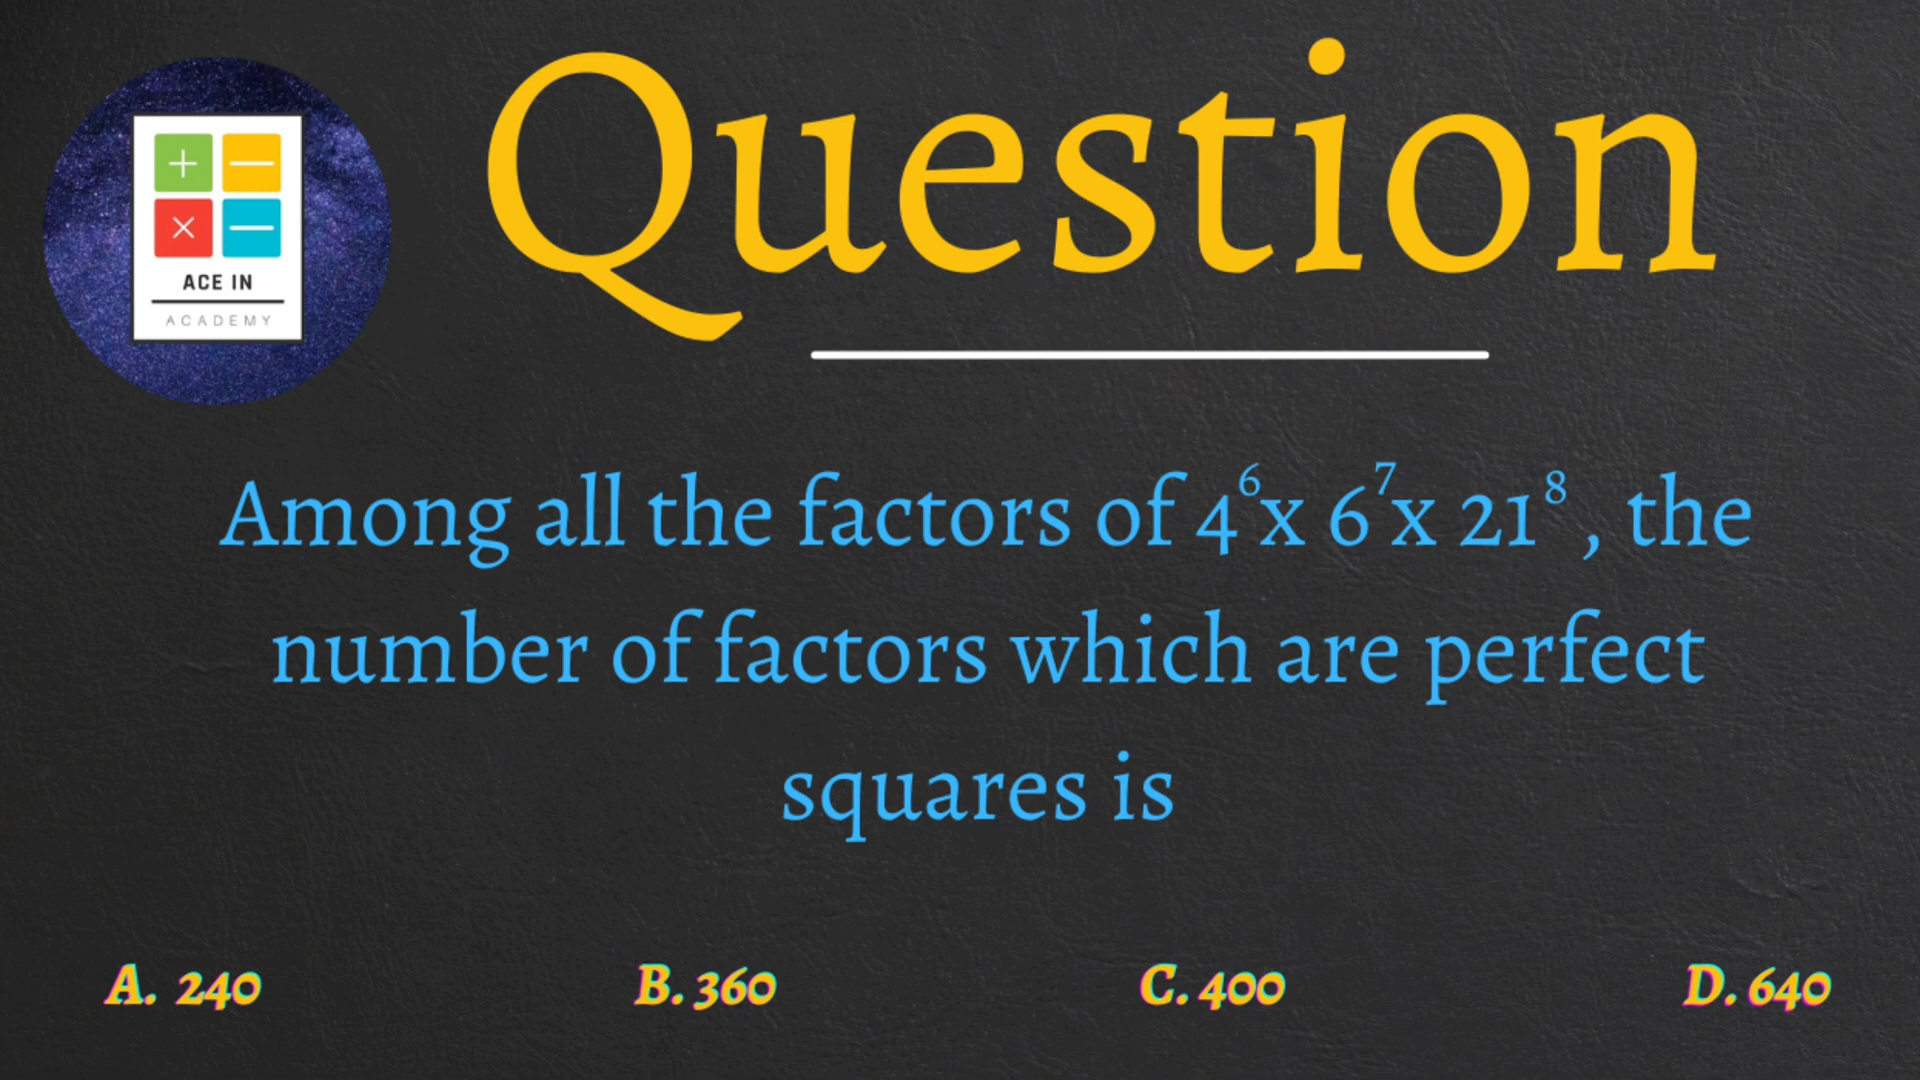 Question
ACE IN
ACADEMY
Among all the factors of 4⁶x 6⁷x 21⁸, the
number of factors which are perfect
squares is
A. 240 B. 360 C. 400 D. 640